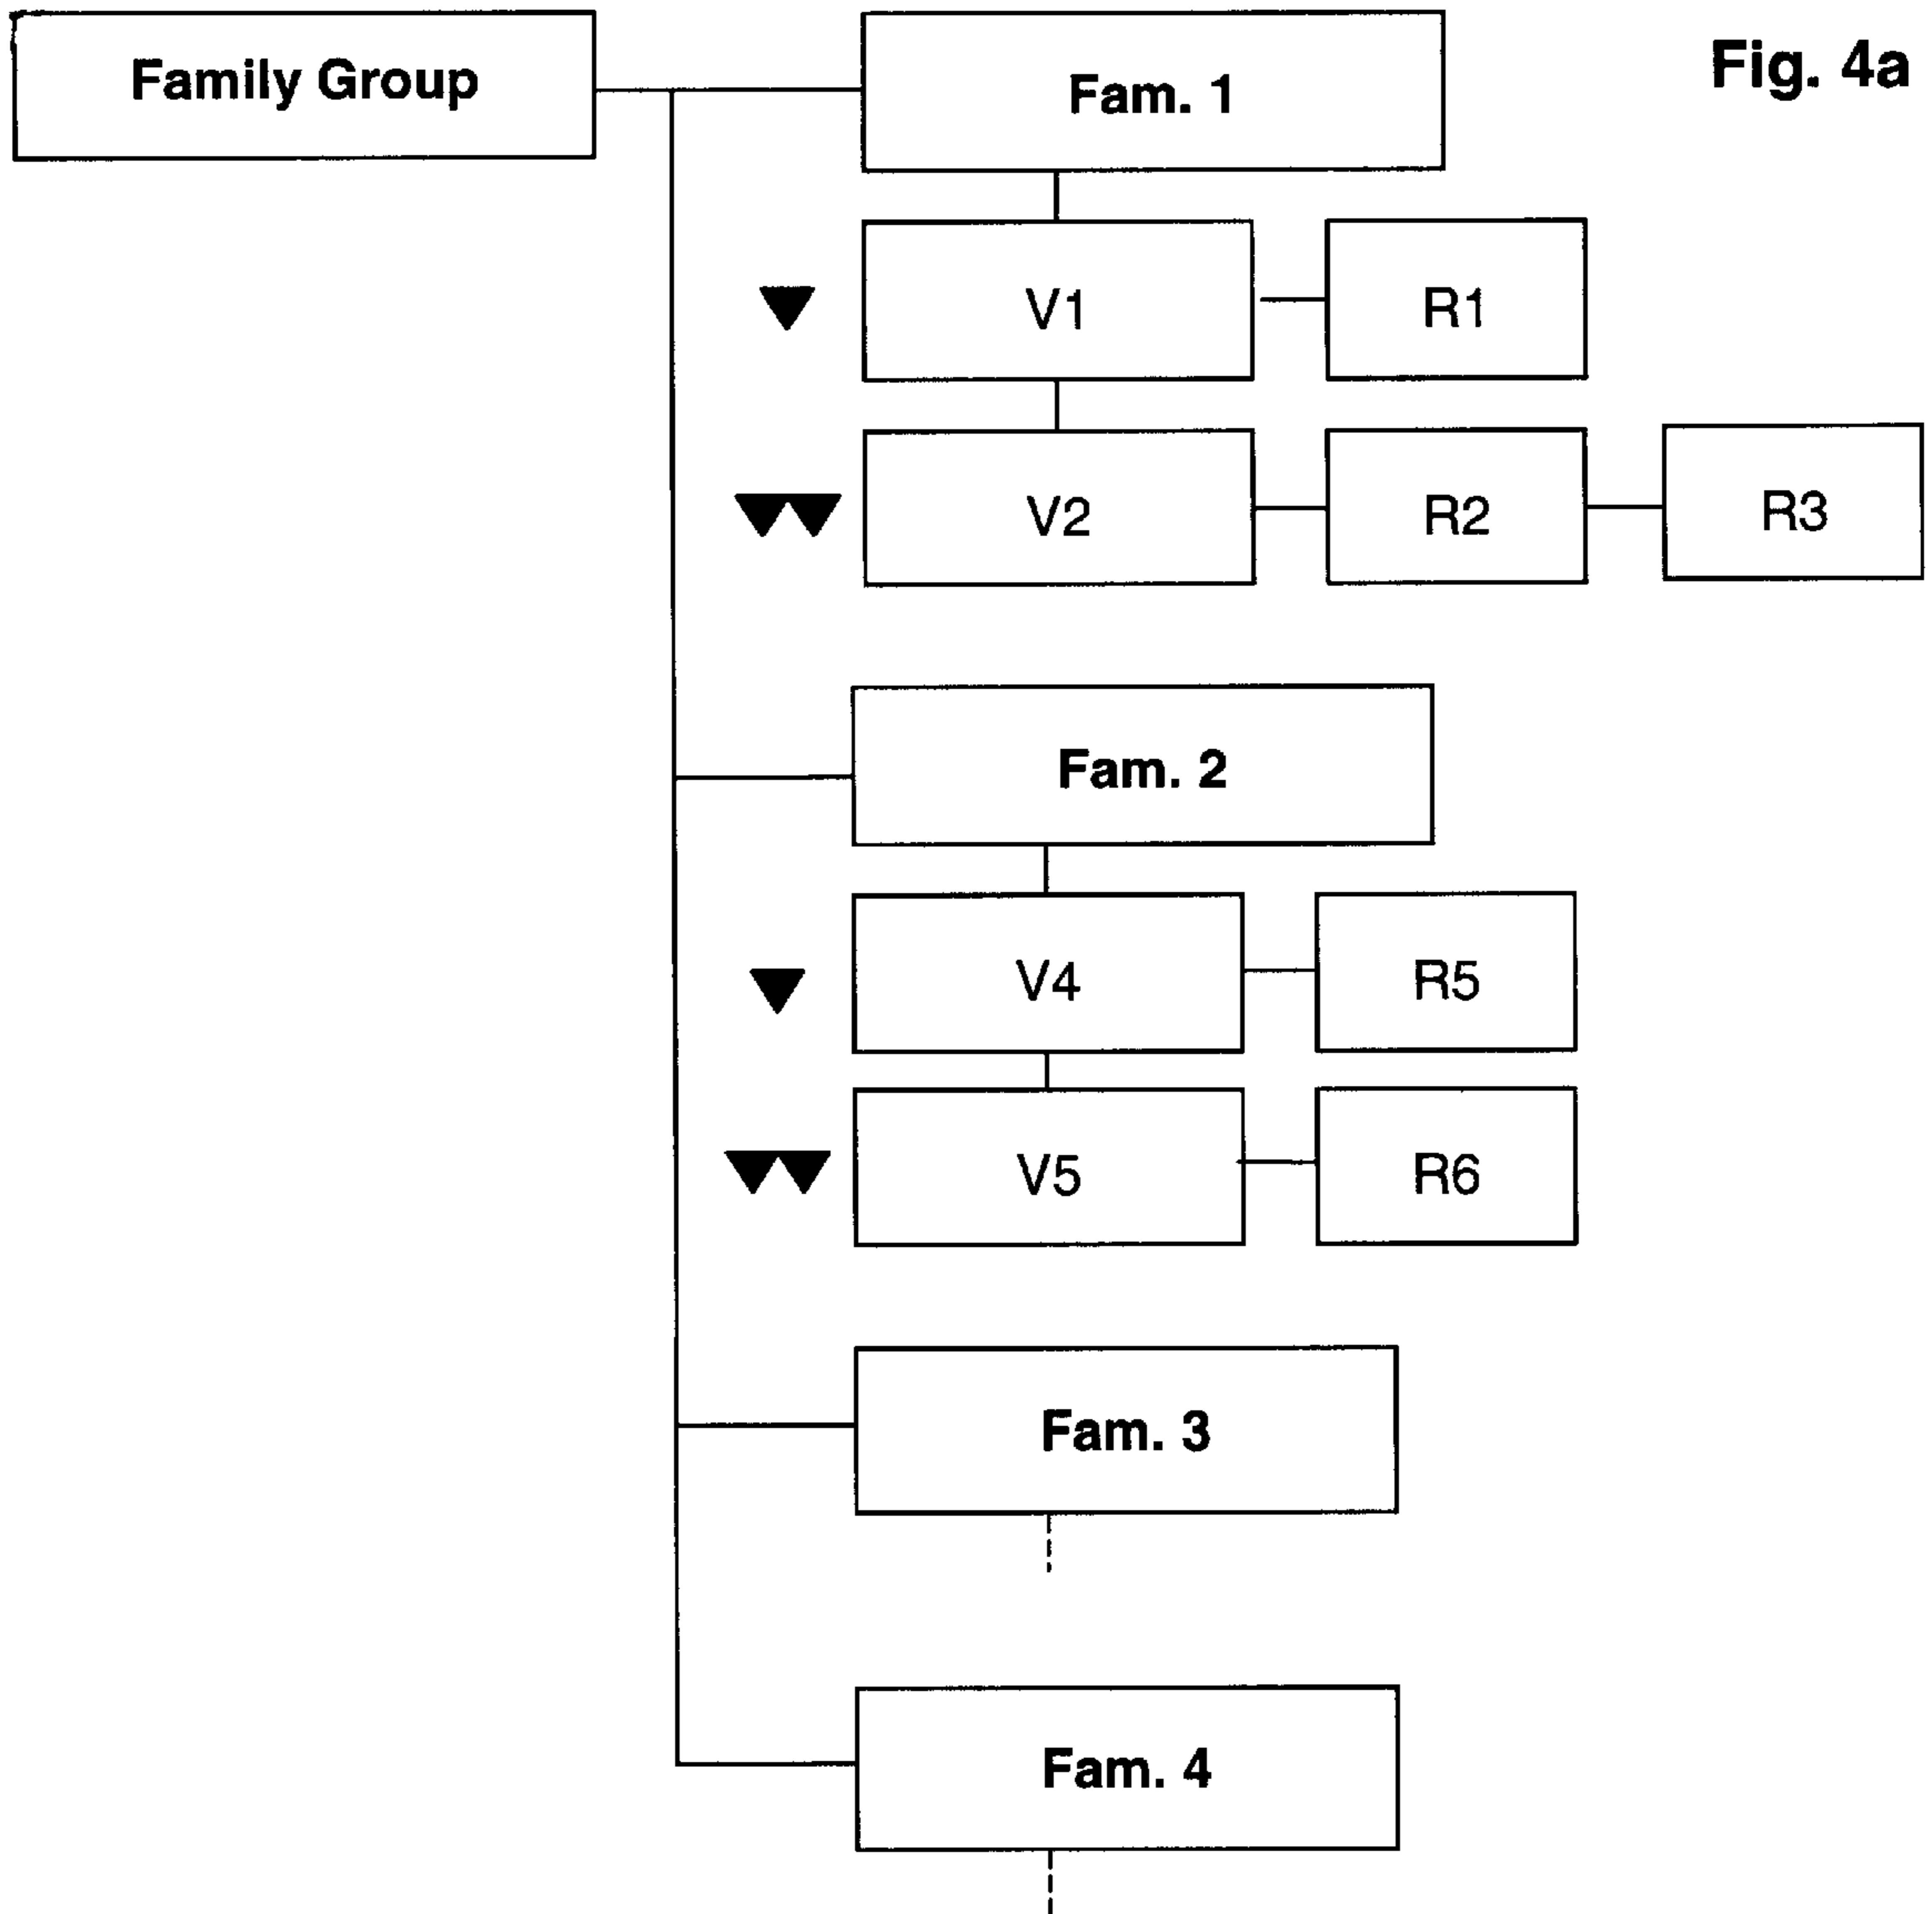 Family Group
Fam. 1
Fig. 4a
V1
R1
V2
R2
R3
Fam. 2
V4
R5
V5
R6
Fam. 3
Fam. 4